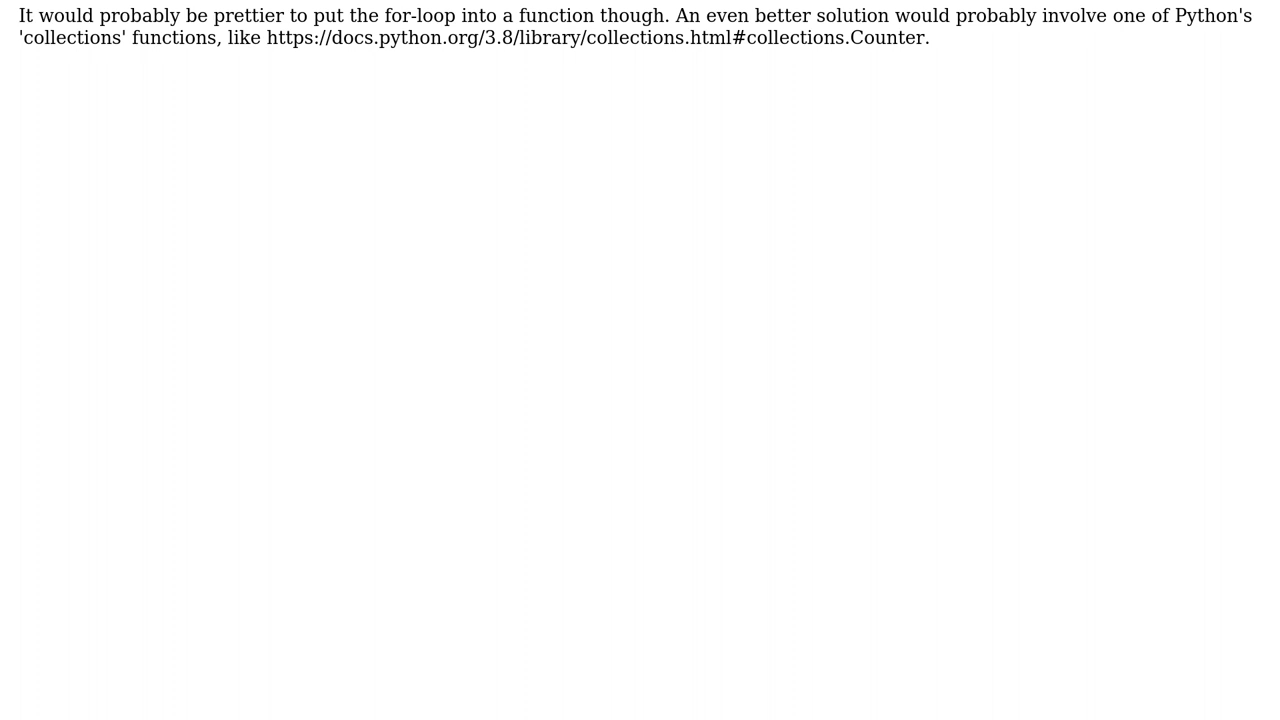 It would probably be prettier to put the for-loop into a function though. An even better solution would probably involve one of Python's
'collections' functions, like https://docs.python.org/3.8/library/collections.html#collections.Counter.